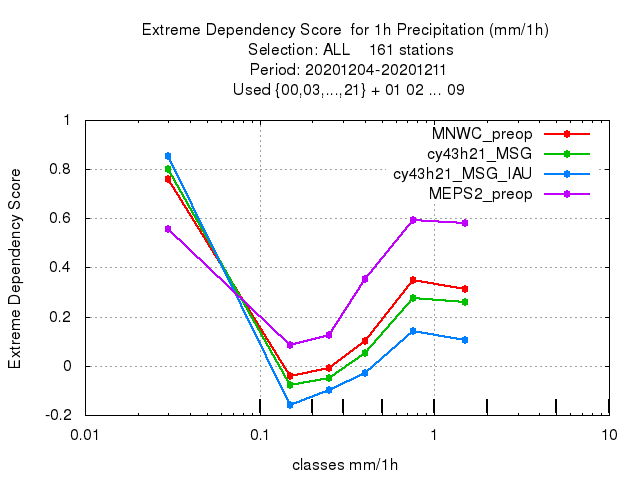 Extreme Dependency Score  for 1h Precipitation (mm/1h)
Selection: ALL    161 stations
Period: 20201204-20201211
Used {00,03,...,21} + 01 02 ... 09
MNWC_preop
cy43h21_MSG
cy43h21_MSG_IAU
MEPS2_preop
Extreme Dependency Score
1
0.8
0.6
0.4
0.2
0
-0.2
0.01
0.1
1
10
classes mm/1h